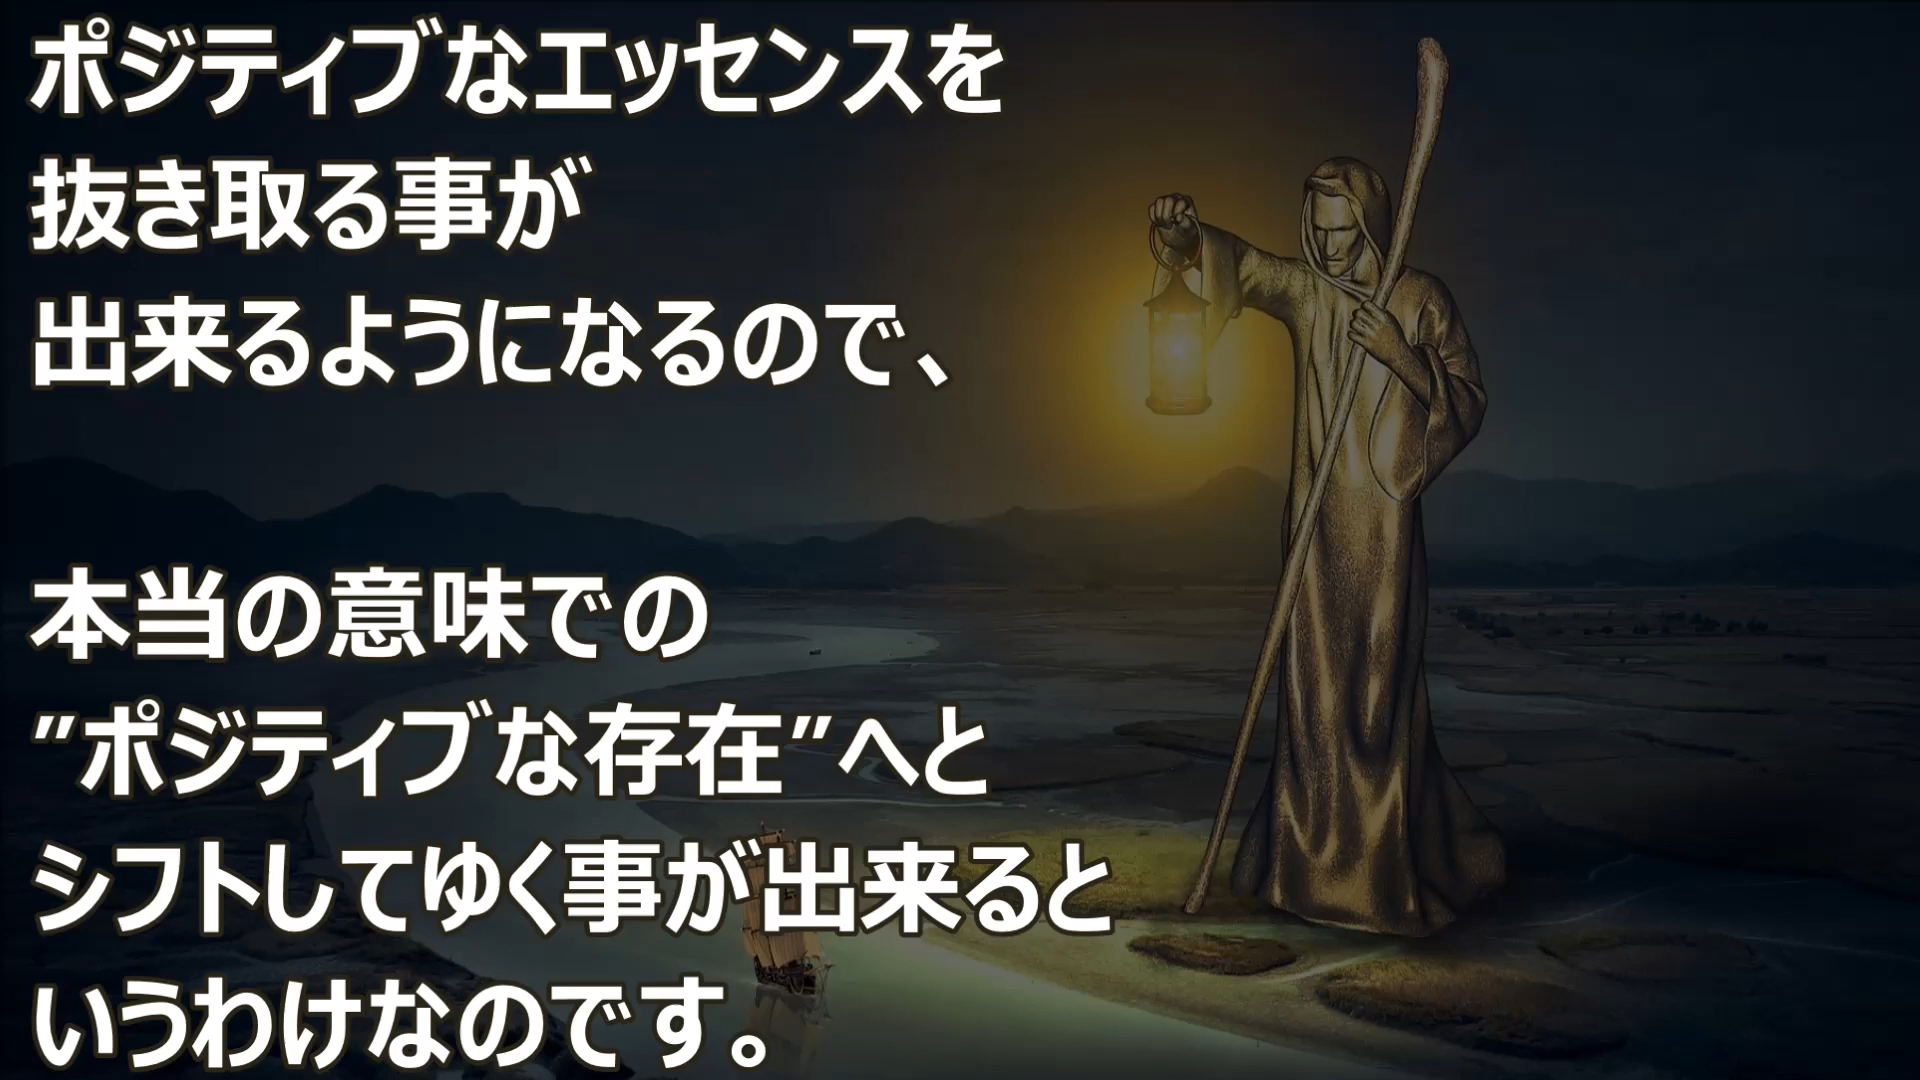 ポジティブなエッセンスを
抜き取る事が
出来るようになるので、
本当の意味での
"ポジティブな存在"へと
シフトしてゆく事が出来ると
いうわけなのです。